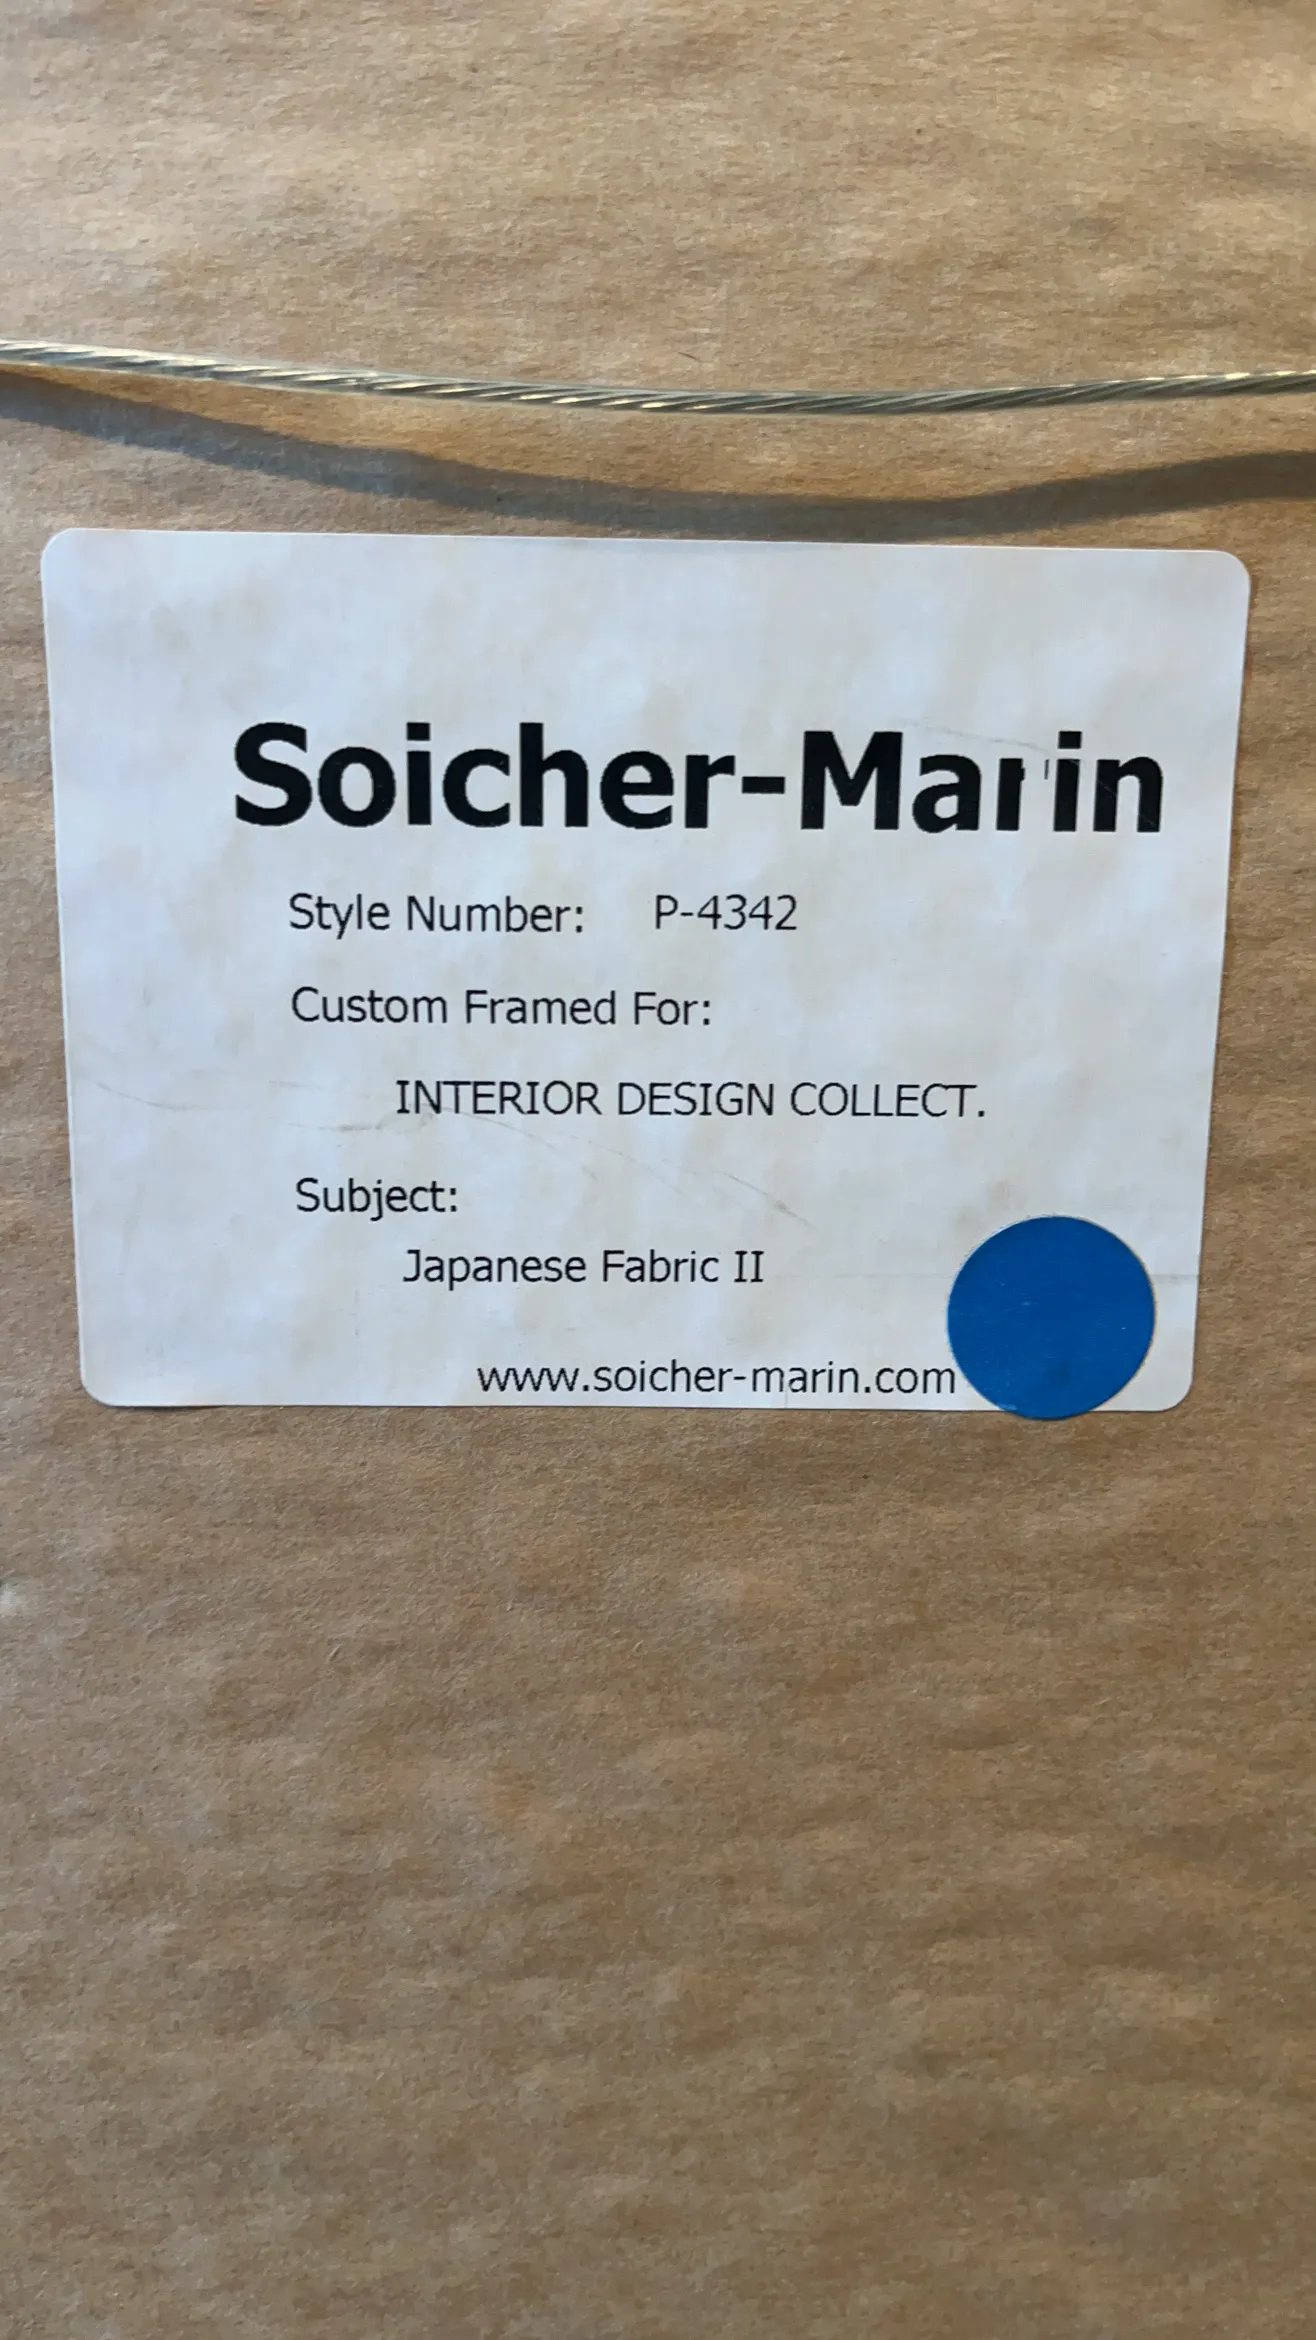 Soicher-Marin
Style Number: P-4342
Custom Framed For:
INTERIOR DESIGN COLLECT.
Subject:
Japanese Fabric II
www.soicher-marin.com